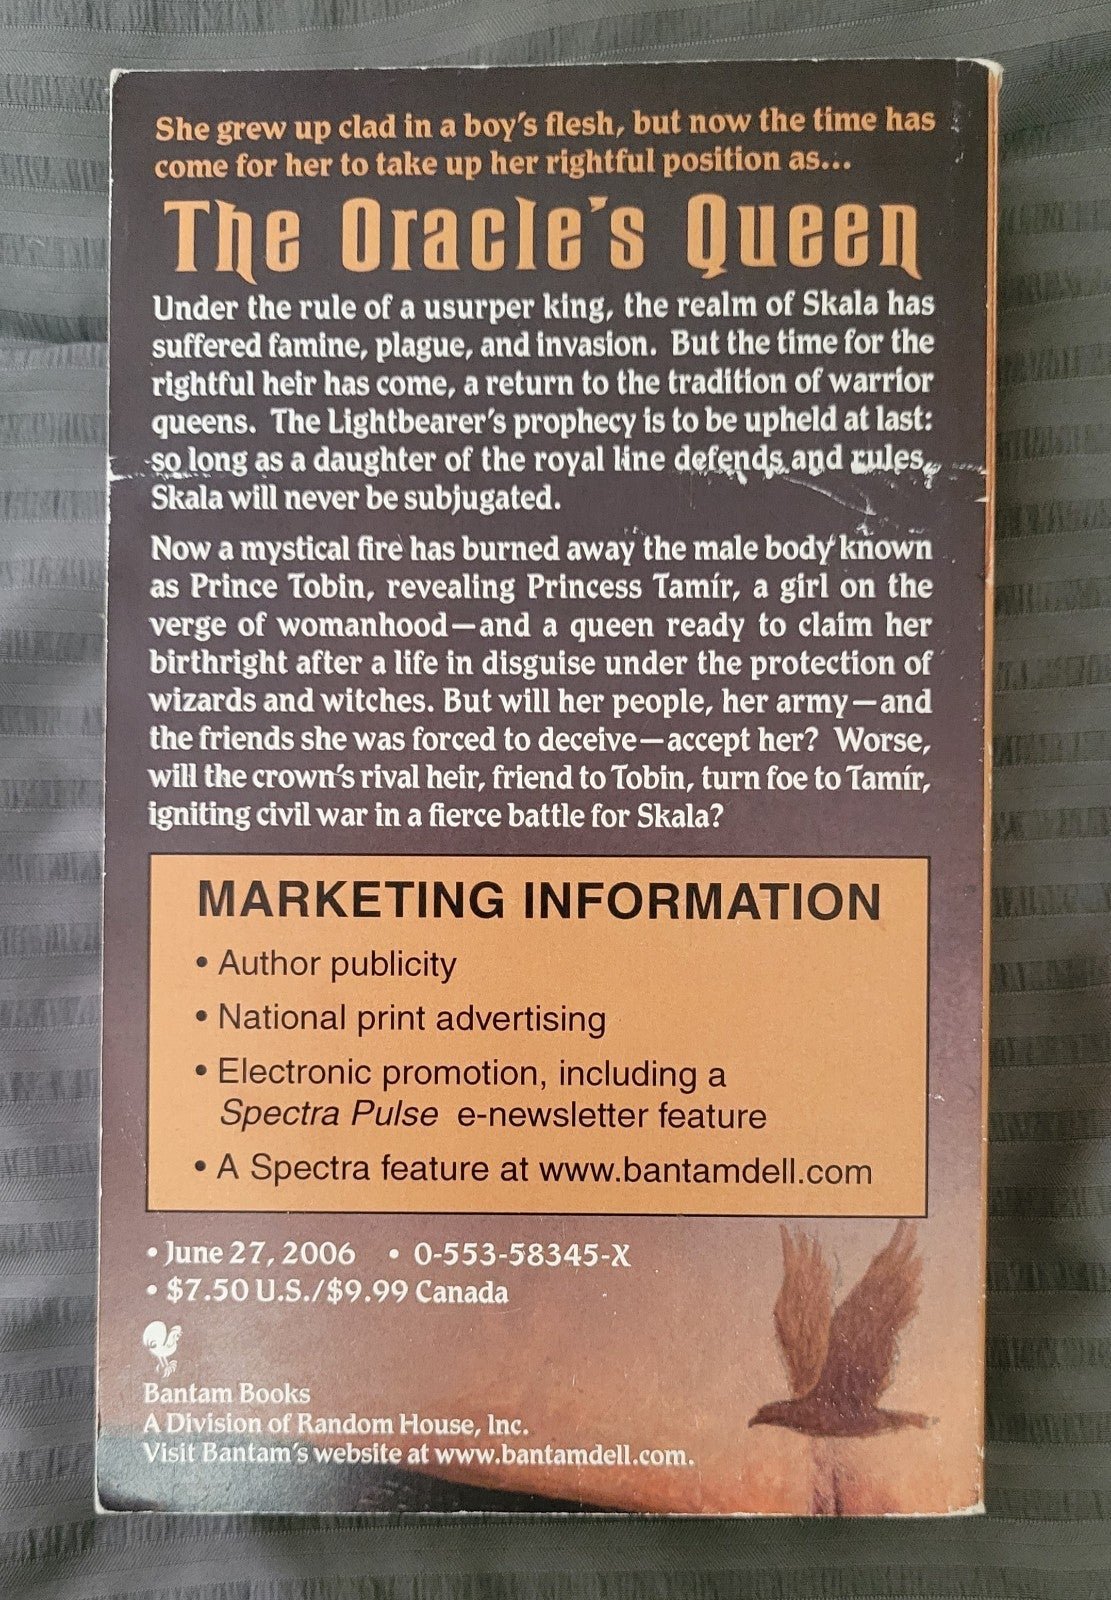 She grew up clad in a boy's flesh, but now the time has
come for her to take up her rightful position as...
The Oracle's Queen
Under the rule of a usurper king, the realm of Skala has
suffered famine, plague, and invasion. But the time for the
rightful heir has come, a return to the tradition of warrior
queens. The Lightbearer's prophecy is to be upheld at last:
so long as a daughter of the royal line defends and rules,
Skala will never be subjugated.
Now a mystical fire has burned away the male body known
as Prince Tobin, revealing Princess Tamír, a girl on the
verge of womanhood—and a queen ready to claim her
birthright after a life in disguise under the protection of
wizards and witches. But will her people, her army—and
the friends she was forced to deceive—accept her? Worse,
will the crown's rival heir, friend to Tobin, turn foe to Tamír,
igniting civil war in a fierce battle for Skala?
MARKETING INFORMATION
• Author publicity
• National print advertising
• Electronic promotion, including a
Spectra Pulse e-newsletter feature
• A Spectra feature at www.bantamdell.com
• June 27, 2006 • 0-553-58345-X
• $7.50 U.S./$9.99 Canada
Bantam Books
A Division of Random House, Inc.
Visit Bantam's website at www.bantamdell.com.